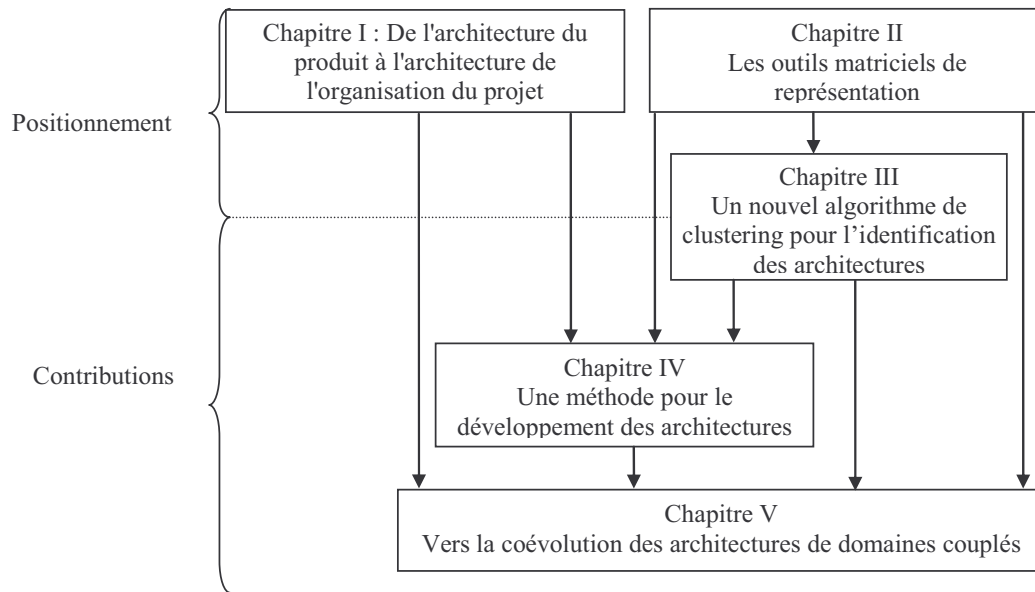 Chapitre I : De l'architecture du
produit à l'architecture de
l'organisation du projet
Chapitre II
Les outils matriciels de
représentation
Positionnement
Chapitre III
Un nouvel algorithme de
clustering pour l’identification
des architectures
Contributions
Chapitre IV
Une méthode pour le
développement des architectures
Chapitre V
Vers la coévolution des architectures de domaines couplés